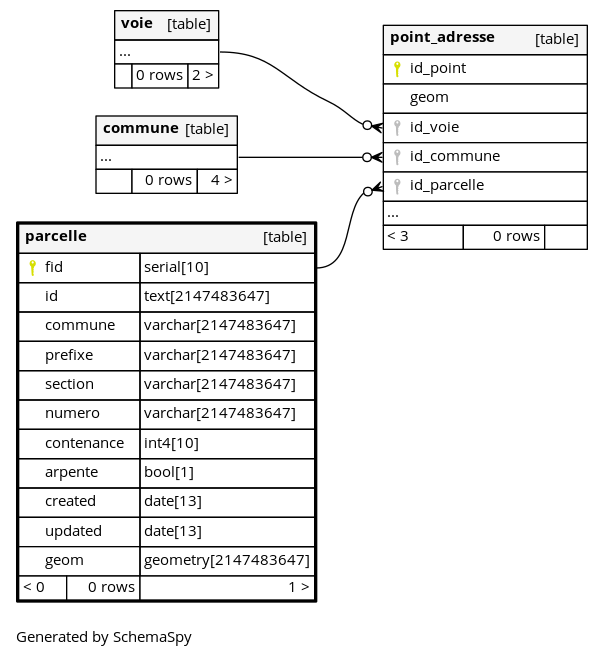 voie [table]
...
0 rows 2 >
commune [table]
...
0 rows 4 >
point_adresse [table]
id_point
geom
id_voie
id_commune
id_parcelle
...
< 3 0 rows
parcelle [table]
fid serial[10]
id text[2147483647]
commune varchar[2147483647]
prefixe varchar[2147483647]
section varchar[2147483647]
numero varchar[2147483647]
contenance int4[10]
arpente bool[1]
created date[13]
updated date[13]
geom geometry[2147483647]
< 0 0 rows 1 >
Generated by SchemaSpy